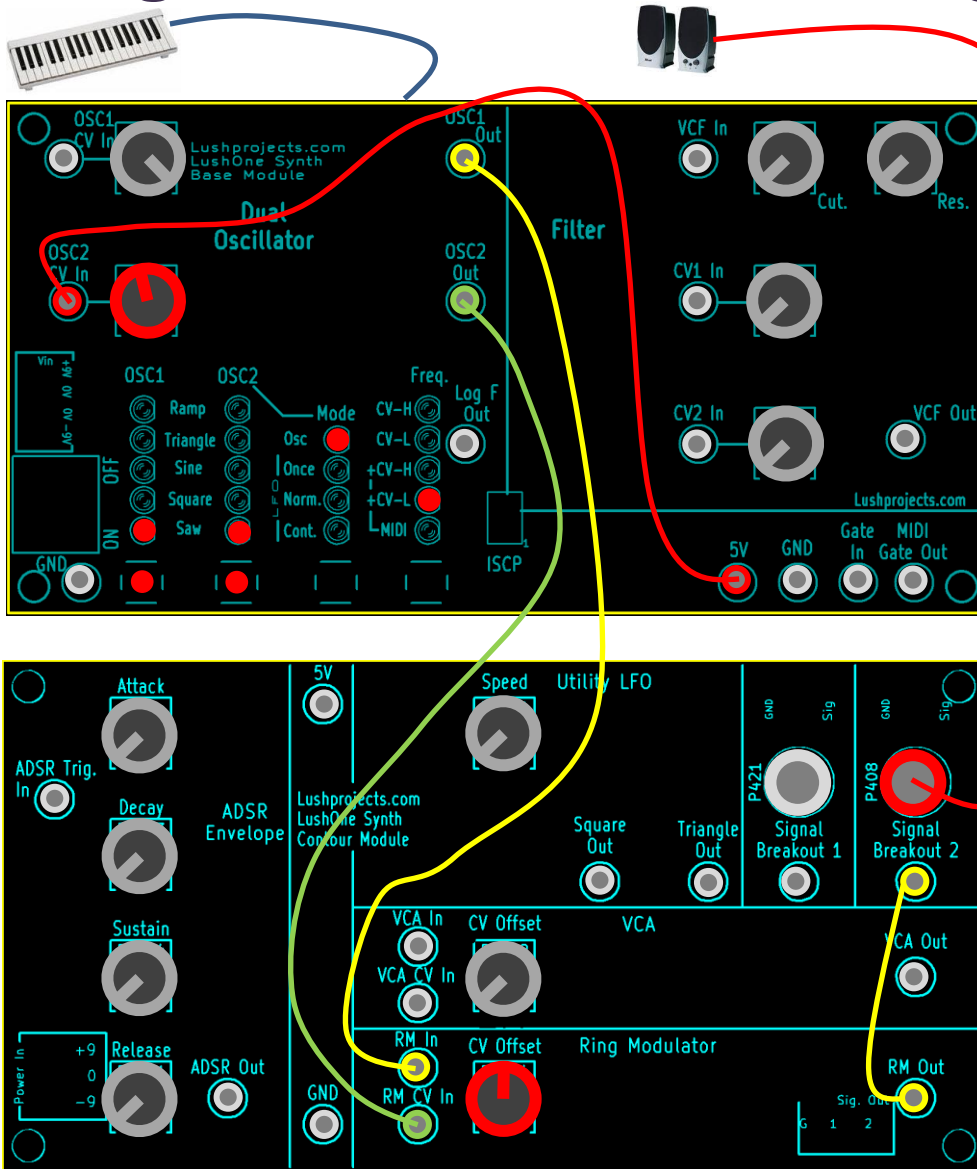 OSC1
CV In
Lushprojects.com
LushOne Synth
Base Module
OSC1
Out
VCF In
Cut.
Res.
Dual
Oscillator
Filter
OSC2
CV In
OSC2
Out
CV1 In
Vin
A6- A0 A0 A6+
OSC1
OSC2
Mode
Freq.
Log F
Out
CV2 In
VCF Out
Ramp
Triangle
Sine
Square
Saw
OFF
ON
Osc
Once
Norm.
Cont.
LFO
CV-H
CV-L
+CV-H
+CV-L
MIDI
ISCP
1
Lushprojects.com
GND
5V
GND
Gate
In
MIDI
Gate Out
Attack
5V
Speed
Utility LFO
GND
Sig
GND
Sig
ADSR Trig.
In
P421
P408
Decay
ADSR
Envelope
Lushprojects.com
LushOne Synth
Contour Module
Square
Out
Triangle
Out
Signal
Breakout 1
Signal
Breakout 2
Sustain
VCA In
CV Offset
VCA
VCA CV In
VCA Out
Power In
+9
0
-9
Release
ADSR Out
GND
RM In
CV Offset
Ring Modulator
RM CV In
RM Out
Sig. Out
G 1 2